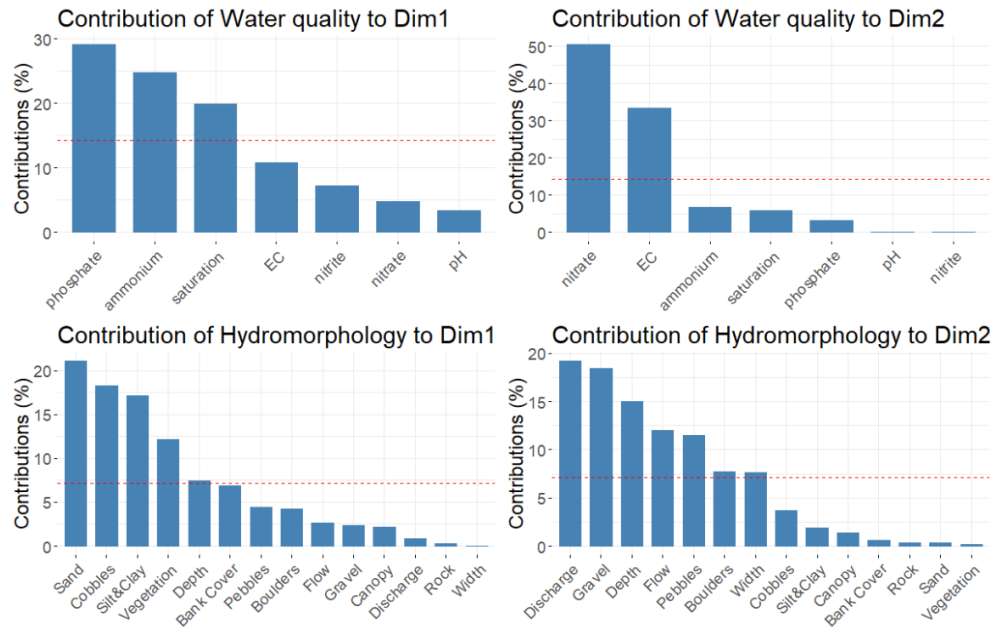 Contribution of Water quality to Dim1
Contributions (%)
30
20
10
0
phosphate
ammonium
saturation
EC
nitrite
nitrate
pH
Contribution of Water quality to Dim2
Contributions (%)
50
40
30
20
10
0
nitrate
EC
ammonium
saturation
phosphate
pH
nitrite
Contribution of Hydromorphology to Dim1
Contributions (%)
20
15
10
5
0
Sand
Cobbles
Silt&Clay
Vegetation
Depth
Bank Cover
Pebbles
Boulders
Flow
Gravel
Canopy
Discharge
Rock
Width
Contribution of Hydromorphology to Dim2
Contributions (%)
20
15
10
5
0
Discharge
Gravel
Depth
Flow
Pebbles
Boulders
Width
Cobbles
Silt&Clay
Canopy
Bank Cover
Rock
Sand
Vegetation